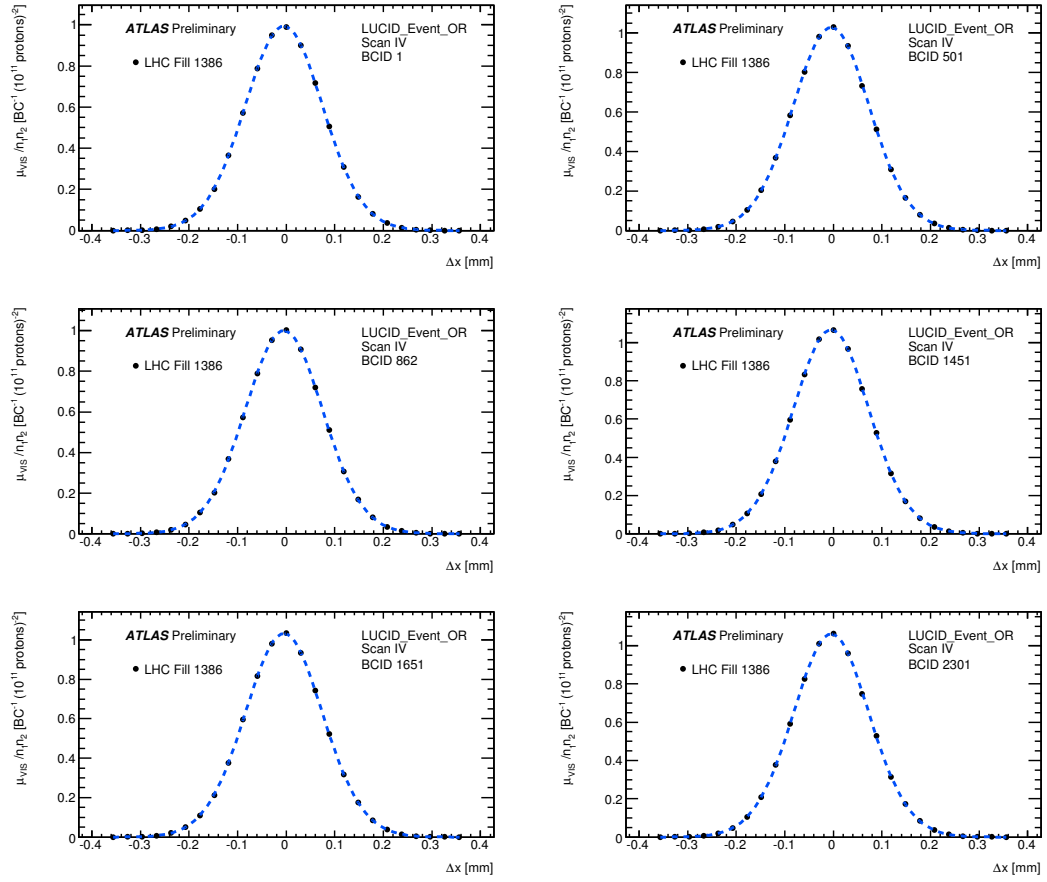 μVIS /n1n2 [BC-1 (1011 protons)-2]
1
0.8
0.6
0.4
0.2
0
ATLAS Preliminary
LHC Fill 1386
LUCID_Event_OR
Scan IV
BCID 1
-0.4 -0.3 -0.2 -0.1 0 0.1 0.2 0.3 0.4
Δx [mm]
μVIS /n1n2 [BC-1 (1011 protons)-2]
1
0.8
0.6
0.4
0.2
0
ATLAS Preliminary
LHC Fill 1386
LUCID_Event_OR
Scan IV
BCID 501
-0.4 -0.3 -0.2 -0.1 0 0.1 0.2 0.3 0.4
Δx [mm]
μVIS /n1n2 [BC-1 (1011 protons)-2]
1
0.8
0.6
0.4
0.2
0
ATLAS Preliminary
LHC Fill 1386
LUCID_Event_OR
Scan IV
BCID 862
-0.4 -0.3 -0.2 -0.1 0 0.1 0.2 0.3 0.4
Δx [mm]
μVIS /n1n2 [BC-1 (1011 protons)-2]
1
0.8
0.6
0.4
0.2
0
ATLAS Preliminary
LHC Fill 1386
LUCID_Event_OR
Scan IV
BCID 1451
-0.4 -0.3 -0.2 -0.1 0 0.1 0.2 0.3 0.4
Δx [mm]
μVIS /n1n2 [BC-1 (1011 protons)-2]
1
0.8
0.6
0.4
0.2
0
ATLAS Preliminary
LHC Fill 1386
LUCID_Event_OR
Scan IV
BCID 1651
-0.4 -0.3 -0.2 -0.1 0 0.1 0.2 0.3 0.4
Δx [mm]
μVIS /n1n2 [BC-1 (1011 protons)-2]
1
0.8
0.6
0.4
0.2
0
ATLAS Preliminary
LHC Fill 1386
LUCID_Event_OR
Scan IV
BCID 2301
-0.4 -0.3 -0.2 -0.1 0 0.1 0.2 0.3 0.4
Δx [mm]